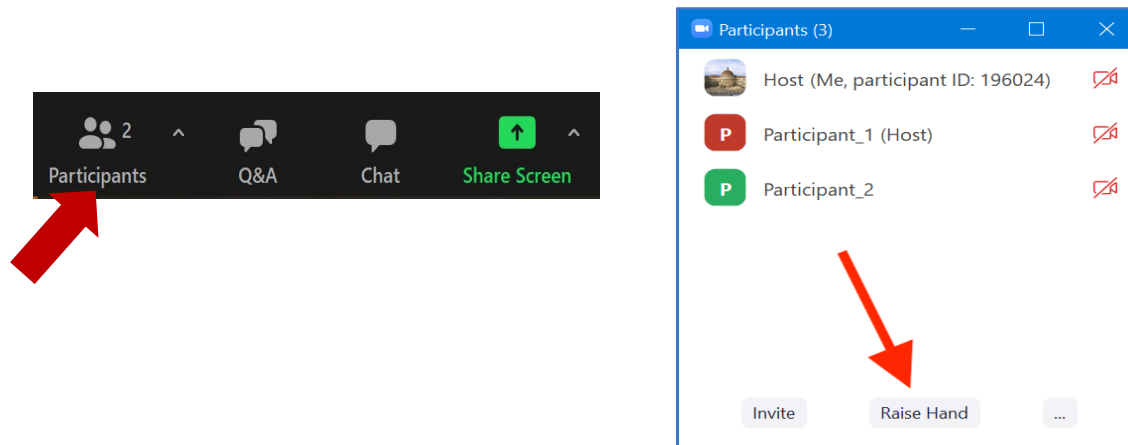 2
Participants
Q&A
Chat
Share Screen
Participants (3)
Host (Me, participant ID: 196024)
P
Participant_1 (Host)
P
Participant_2
Invite
Raise Hand
...